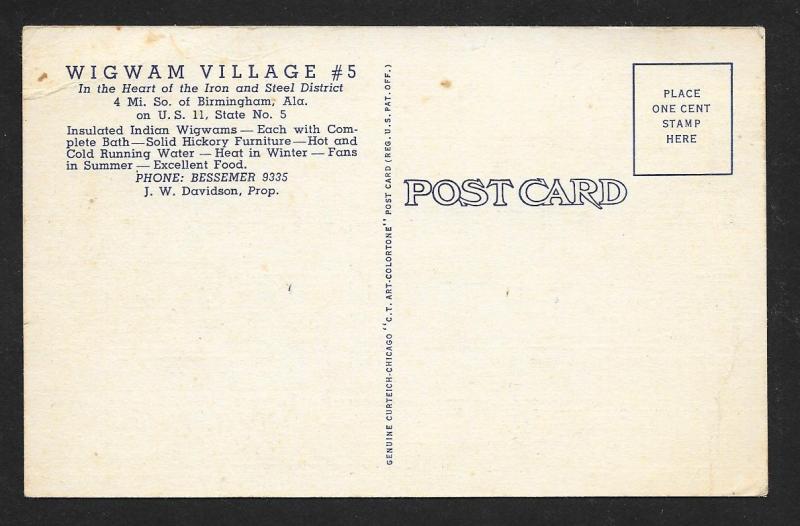 WIGWAM VILLAGE #5
In the Heart of the Iron and Steel District
4 Mi. So. of Birmingham, Ala.
on U. S. 11, State No. 5
Insulated Indian Wigwams — Each with Com-
plete Bath — Solid Hickory Furniture — Hot and
Cold Running Water — Heat in Winter — Fans
in Summer — Excellent Food.
PHONE: BESSEMER 9335
J. W. Davidson, Prop.
GENUINE CURTEICH-CHICAGO "C. T. ART-COLORTONE" POST CARD (REG. U. S. PAT. OFF.)
POST CARD
PLACE
ONE CENT
STAMP
HERE